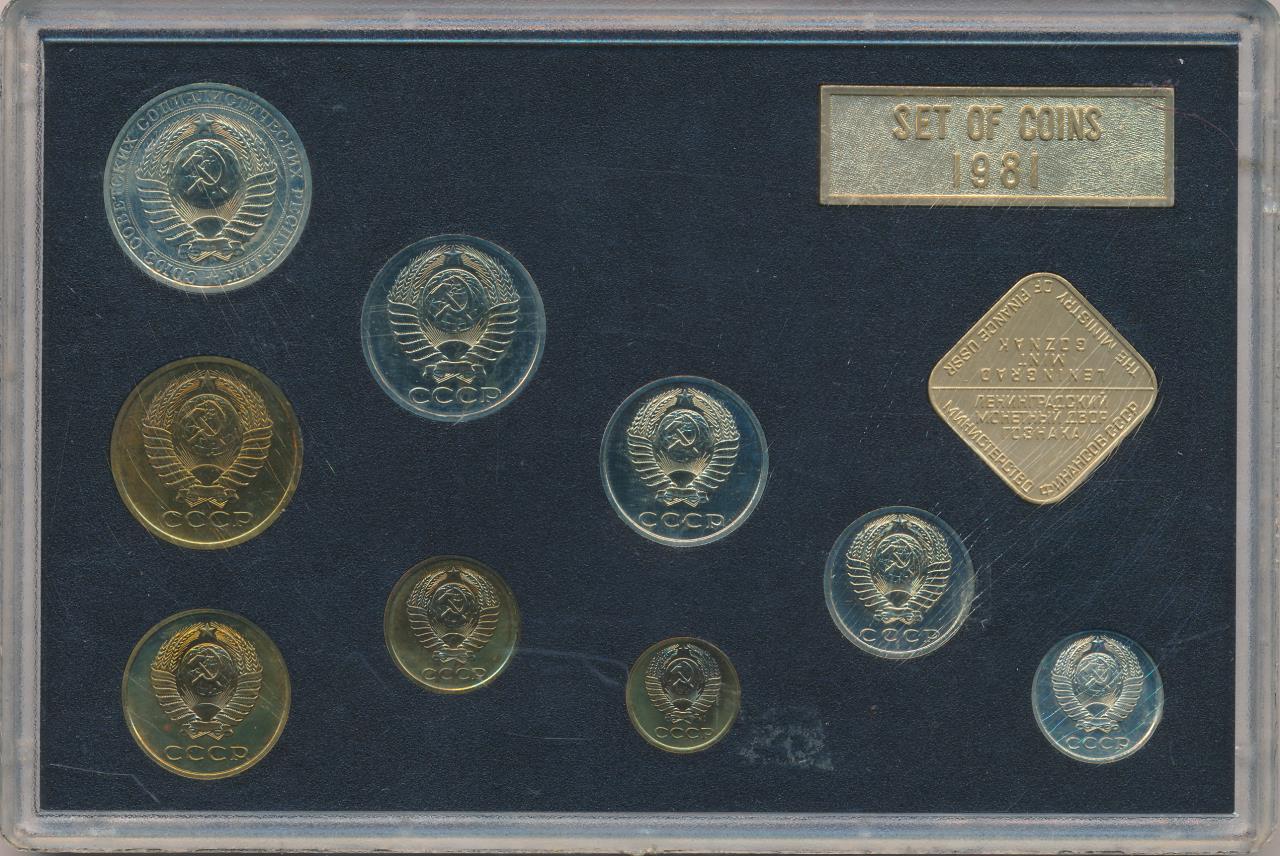 SET OF COINS
1981
СОЮЗ СОВЕТСКИХ СОЦИАЛИСТИЧЕСКИХ РЕСПУБЛИК
СССР
СССР
СССР
СССР
СССР
СССР
СССР
СССР
THE MINISTRY OF FINANCE USSR
LENINGRAD
MINT
GOZNAK
ЛЕНИНГРАДСКИЙ
МОНЕТНЫЙ ДВОР
ГОЗНАКА
МИНИСТЕРСТВО ФИНАНСОВ СССР